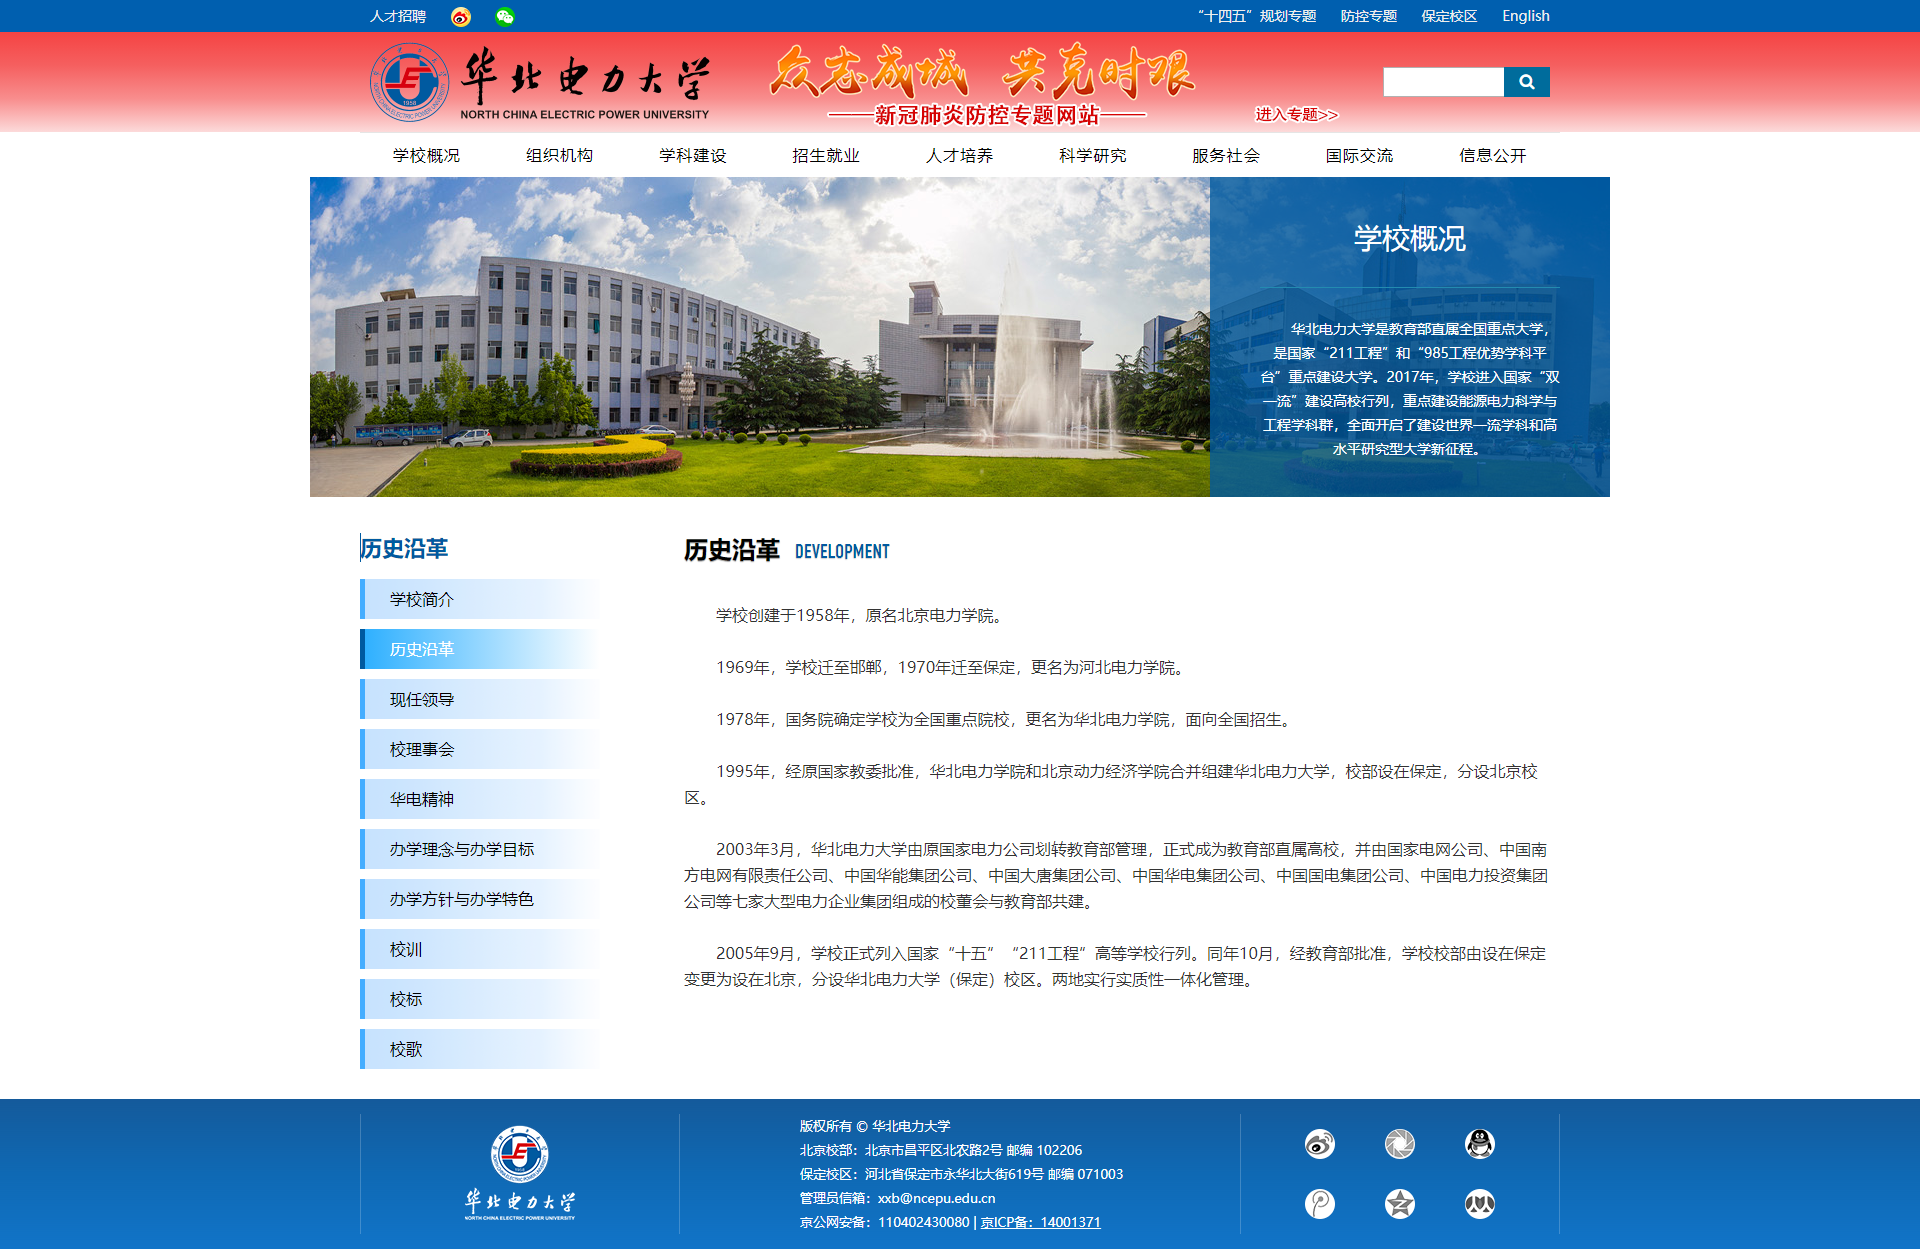 人才招聘
“十四五”规划专题 防控专题 保定校区 English
华北电力大学
NORTH CHINA ELECTRIC POWER UNIVERSITY
众志成城 共克时艰
新冠肺炎防控专题网站
进入专题>>
学校概况 组织机构 学科建设 招生就业 人才培养 科学研究 服务社会 国际交流 信息公开
学校概况
华北电力大学是教育部直属全国重点大学，
是国家“211工程”和“985工程优势学科平
台”重点建设大学。2017年，学校进入国家“双
一流”建设高校行列，重点建设能源电力科学与
工程学科群，全面开启了建设世界一流学科和高
水平研究型大学新征程。
历史沿革
学校简介
历史沿革
现任领导
校理事会
华电精神
办学理念与办学目标
办学方针与办学特色
校训
校标
校歌
历史沿革 DEVELOPMENT
学校创建于1958年，原名北京电力学院。
1969年，学校迁至邯郸，1970年迁至保定，更名为河北电力学院。
1978年，国务院确定学校为全国重点院校，更名为华北电力学院，面向全国招生。
1995年，经原国家教委批准，华北电力学院和北京动力经济学院合并组建华北电力大学，校部设在保定，分设北京校
区。
2003年3月，华北电力大学由原国家电力公司划转教育部管理，正式成为教育部直属高校，并由国家电网公司、中国南
方电网有限责任公司、中国华能集团公司、中国大唐集团公司、中国华电集团公司、中国国电集团公司、中国电力投资集团
公司等七家大型电力企业集团组成的校董会与教育部共建。
2005年9月，学校正式列入国家“十五”“211工程”高等学校行列。同年10月，经教育部批准，学校校部由设在保定
变更为设在北京，分设华北电力大学（保定）校区。两地实行实质性一体化管理。
华北电力大学
NORTH CHINA ELECTRIC POWER UNIVERSITY
版权所有 © 华北电力大学
北京校部：北京市昌平区北农路2号 邮编 102206
保定校区：河北省保定市永华北大街619号 邮编 071003
管理员信箱：xxb@ncepu.edu.cn
京公网安备：110402430080 | 京ICP备：14001371